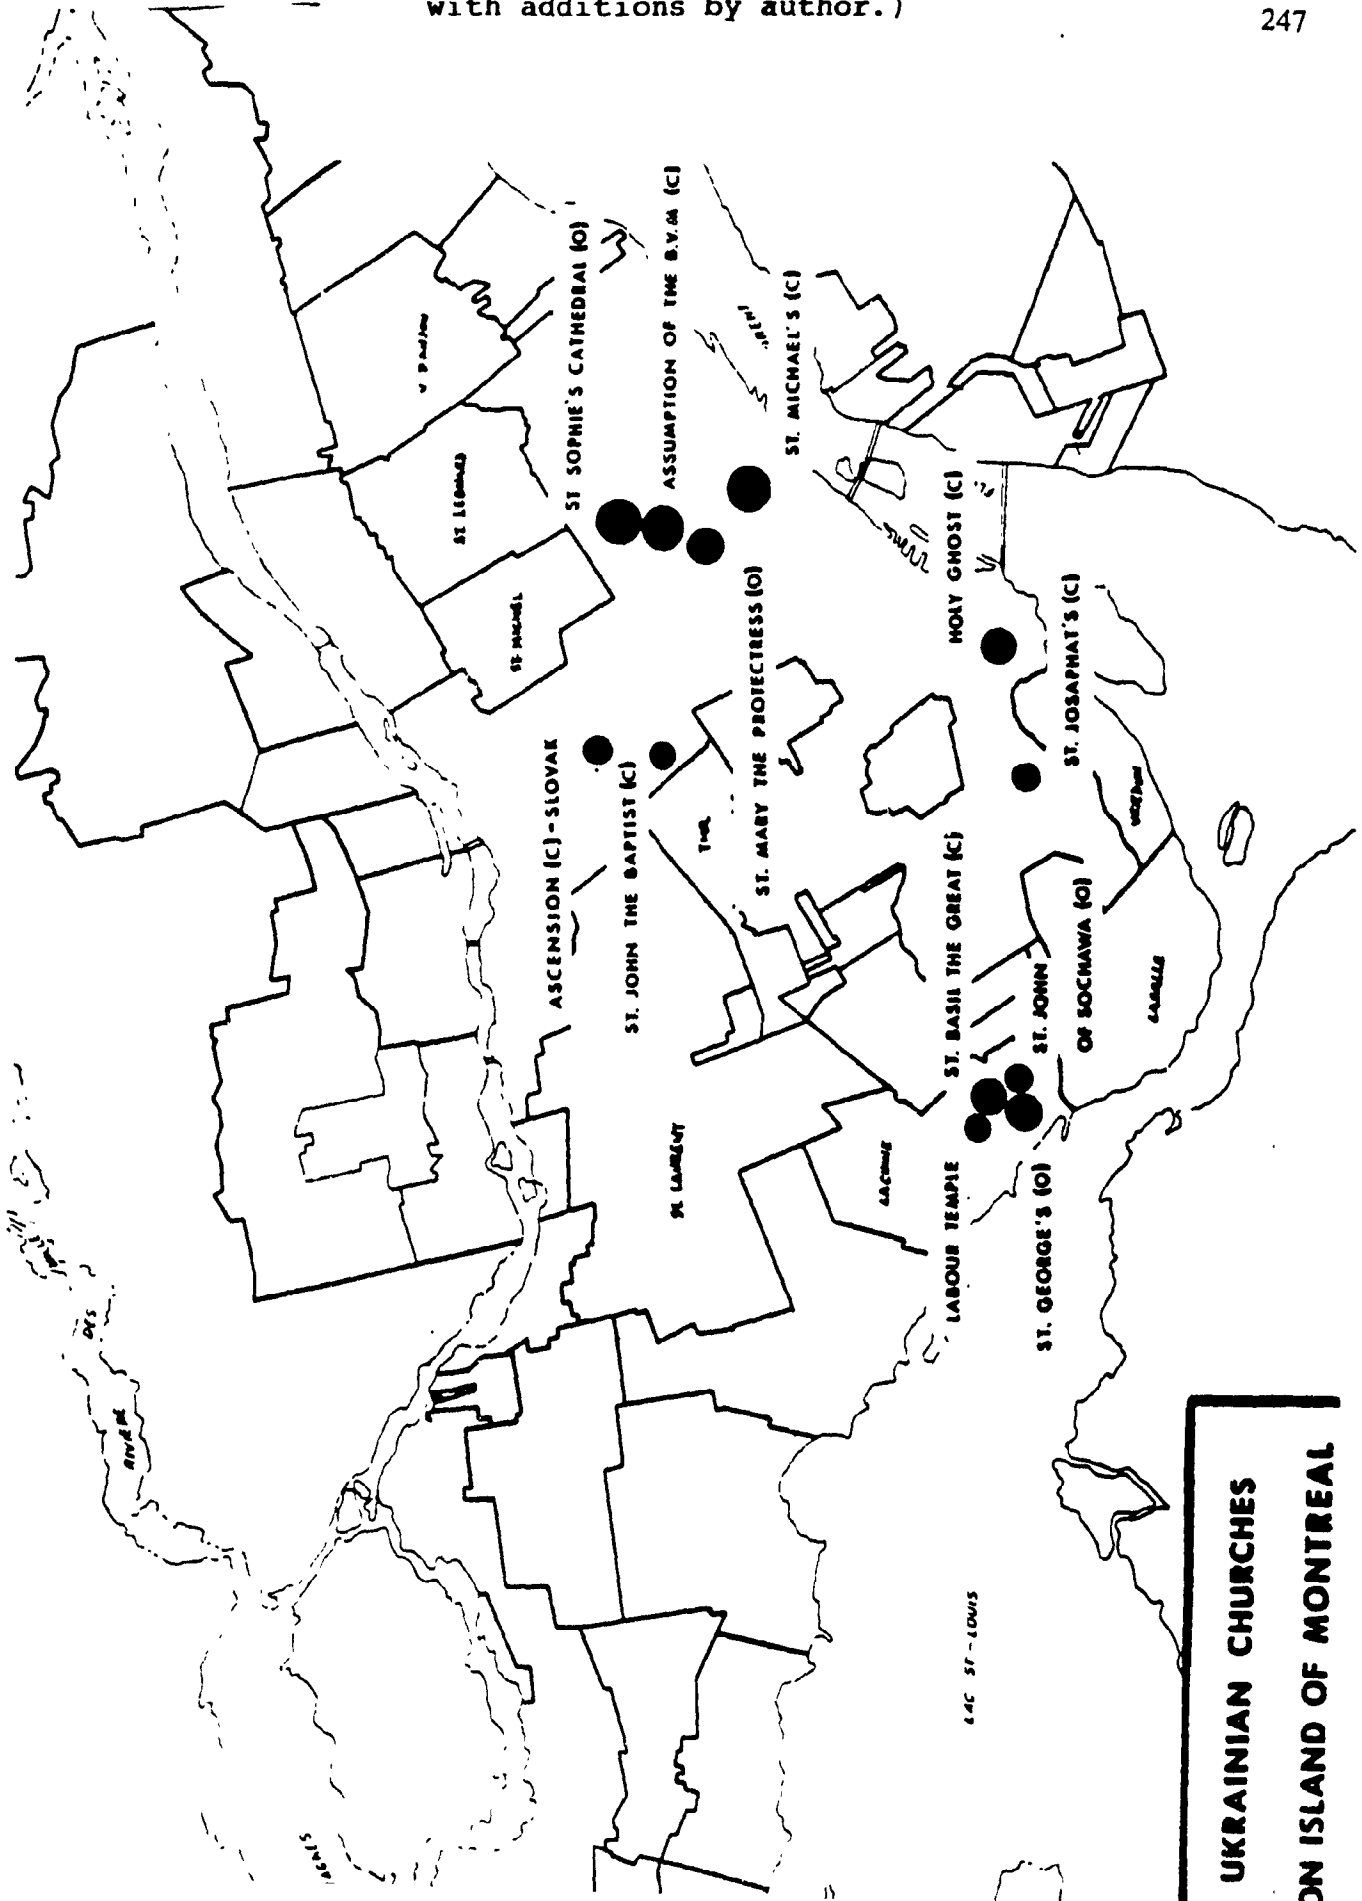 with additions by author.)
247
ST SOPHIE'S CATHEDRAL (O)
ASSUMPTION OF THE B.V.M (C)
ST. MICHAEL'S (C)
ST LEONARD
ST-MICHEL
ASCENSION (C)-SLOVAK
ST. JOHN THE BAPTIST (C)
ST. MARY THE PROTECTRESS (O)
HOLY GHOST (C)
ST. JOSAPHAT'S (C)
ST. BASIL THE GREAT (C)
ST. JOHN
OF SOCHAWA (O)
LASALLE
VERDUN
ST. LAURENT
LACHINE
LABOUR TEMPLE
ST. GEORGE'S (O)
RIVIERE
DES
LAC ST-LOUIS
UKRAINIAN CHURCHES
ON ISLAND OF MONTREAL